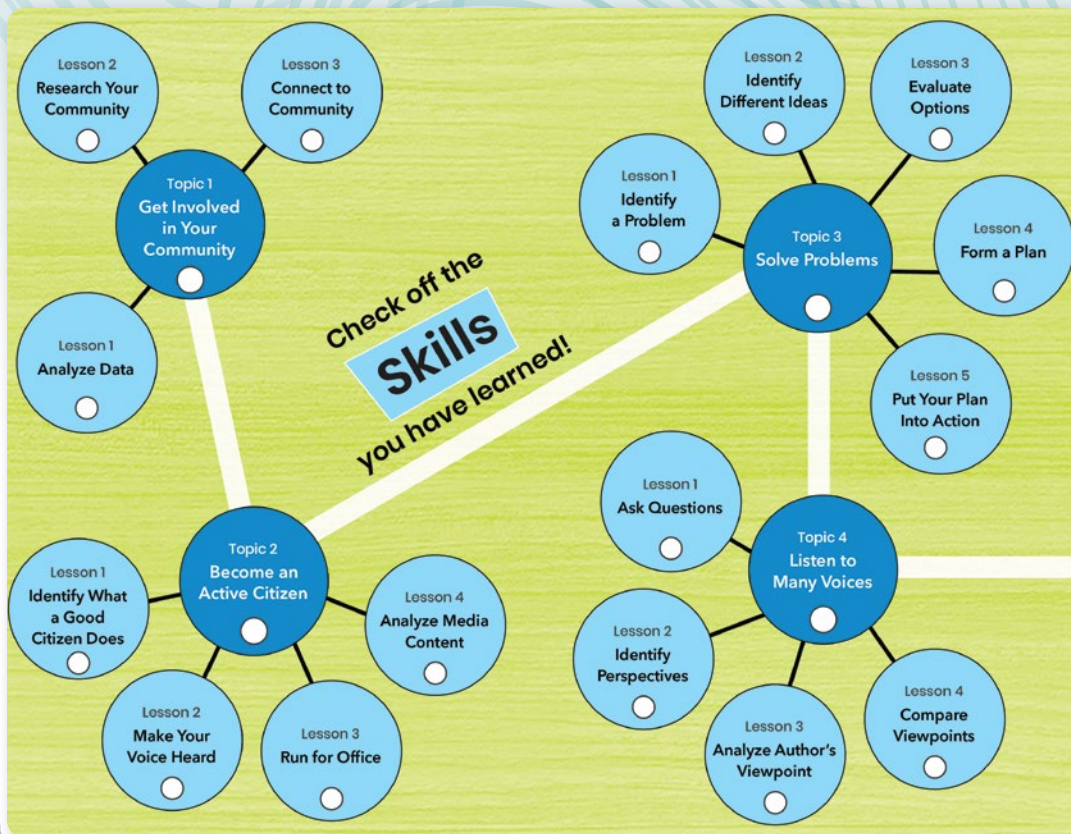 Lesson 2
Research Your
Community
Lesson 3
Connect to
Community
Topic 1
Get Involved
in Your
Community
Lesson 1
Analyze Data
Check off the
Skills
you have learned!
Topic 2
Become an
Active Citizen
Lesson 1
Identify What
a Good
Citizen Does
Lesson 2
Make Your
Voice Heard
Lesson 3
Run for Office
Lesson 4
Analyze Media
Content
Lesson 2
Identify
Different Ideas
Lesson 3
Evaluate
Options
Lesson 1
Identify
a Problem
Topic 3
Solve Problems
Lesson 4
Form a Plan
Lesson 5
Put Your Plan
Into Action
Lesson 1
Ask Questions
Topic 4
Listen to
Many Voices
Lesson 2
Identify
Perspectives
Lesson 3
Analyze Author's
Viewpoint
Lesson 4
Compare
Viewpoints